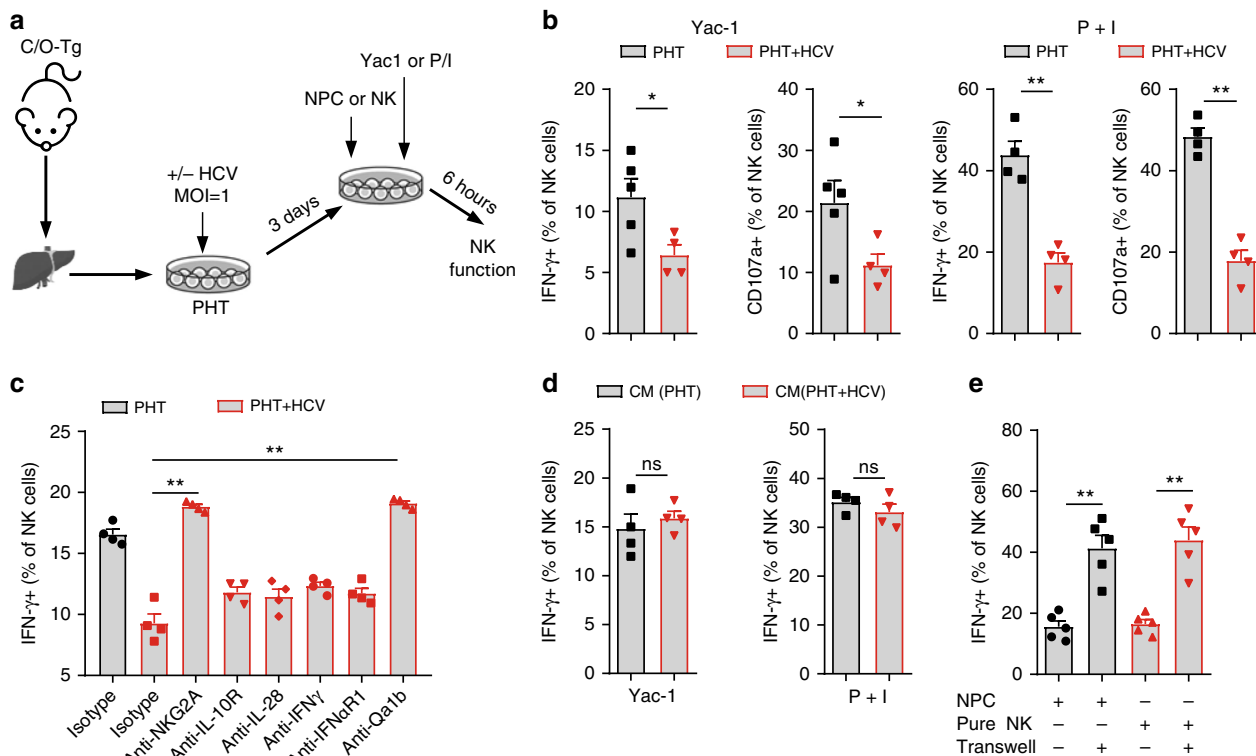 a
C/O-Tg
+/– HCV
MOI=1
PHT
3 days
NPC or NK
Yac1 or P/I
6 hours
NK
function
b
Yac-1
PHT
PHT+HCV
IFN-γ+ (% of NK cells)
20
15
10
5
0
*
CD107a+ (% of NK cells)
40
30
20
10
0
*
P + I
PHT
PHT+HCV
IFN-γ+ (% of NK cells)
60
40
20
0
**
CD107a+ (% of NK cells)
60
40
20
0
**
c
PHT
PHT+HCV
IFN-γ+ (% of NK cells)
25
20
15
10
5
**
**
Isotype
Isotype
Anti-NKG2A
Anti-IL-10R
Anti-IL-28
Anti-IFNγ
Anti-IFNαR1
Anti-Qa1b
d
CM (PHT)
CM(PHT+HCV)
IFN-γ+ (% of NK cells)
25
20
15
10
5
0
ns
Yac-1
IFN-γ+ (% of NK cells)
50
40
30
20
10
0
ns
P + I
e
IFN-γ+ (% of NK cells)
80
60
40
20
0
**
**
NPC + + – –
Pure NK – – + +
Transwell – + – +